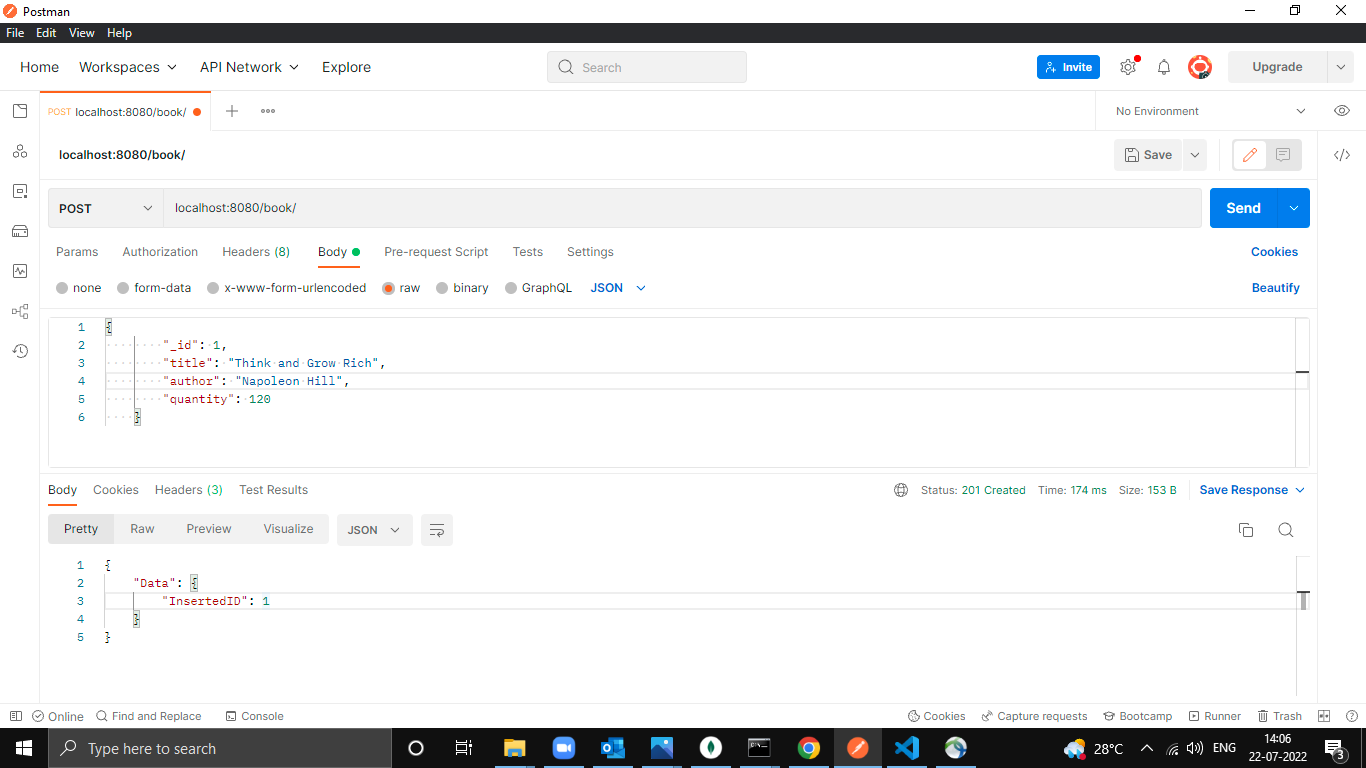 Postman
File Edit View Help
Home Workspaces API Network Explore Search Invite Upgrade
POST localhost:8080/book/ No Environment
localhost:8080/book/ Save
POST localhost:8080/book/ Send
Params Authorization Headers (8) Body Pre-request Script Tests Settings Cookies
none form-data x-www-form-urlencoded raw binary GraphQL JSON Beautify
1 {
2 "_id": 1,
3 "title": "Think and Grow Rich",
4 "author": "Napoleon Hill",
5 "quantity": 120
6 }
Body Cookies Headers (3) Test Results Status: 201 Created Time: 174 ms Size: 153 B Save Response
Pretty Raw Preview Visualize JSON
1 {
2 "Data": {
3 "InsertedID": 1
4 }
5 }
Online Find and Replace Console Cookies Capture requests Bootcamp Runner Trash
Type here to search 28°C ENG 14:06
22-07-2022 3